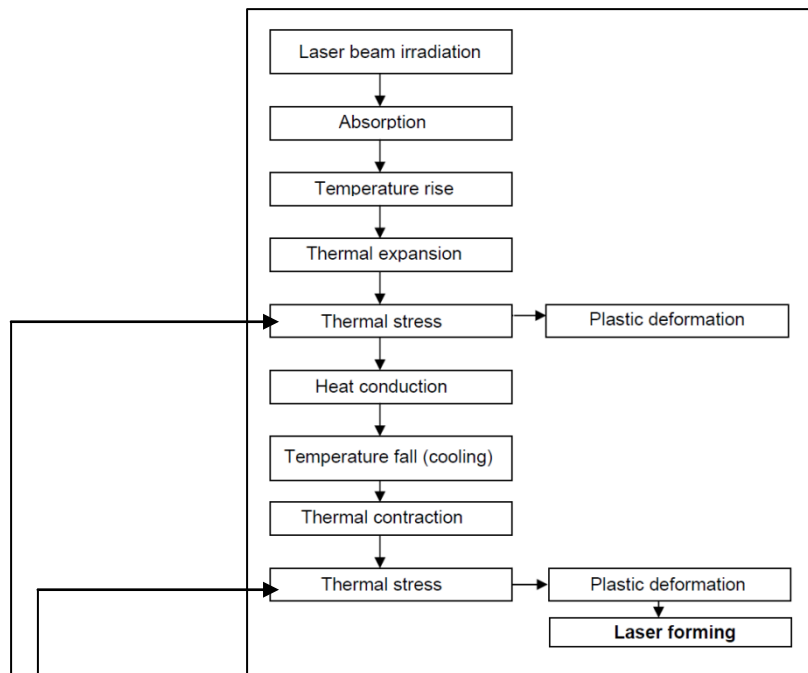 Laser beam irradiation
Absorption
Temperature rise
Thermal expansion
Thermal stress
Plastic deformation
Heat conduction
Temperature fall (cooling)
Thermal contraction
Thermal stress
Plastic deformation
Laser forming